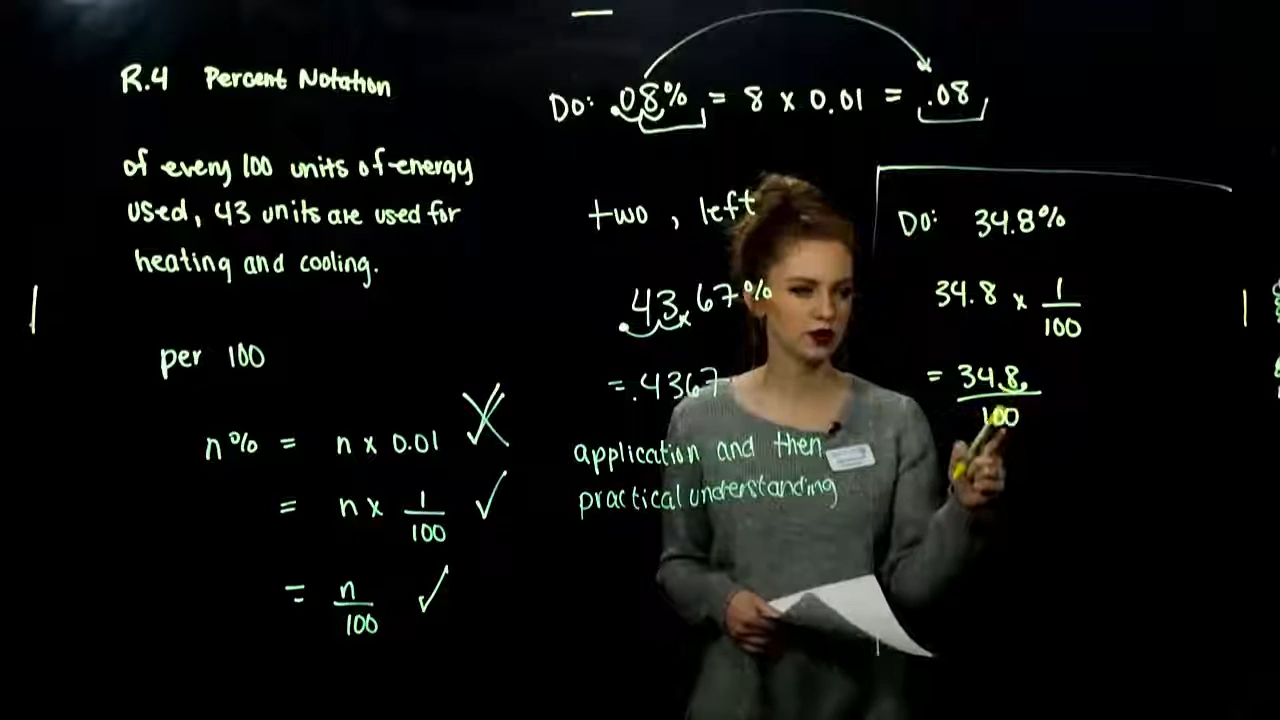 R.4 Percent Notation
of every 100 units of energy
used, 43 units are used for
heating and cooling.
per 100
n% = n x 0.01
= n x 1/100
= n/100
DO: .08% = 8 x 0.01 = .08
two, left
.43.67%
= .4367
application and then
practical understanding
DO: 34.8%
34.8 x 1/100
= 34.8/100